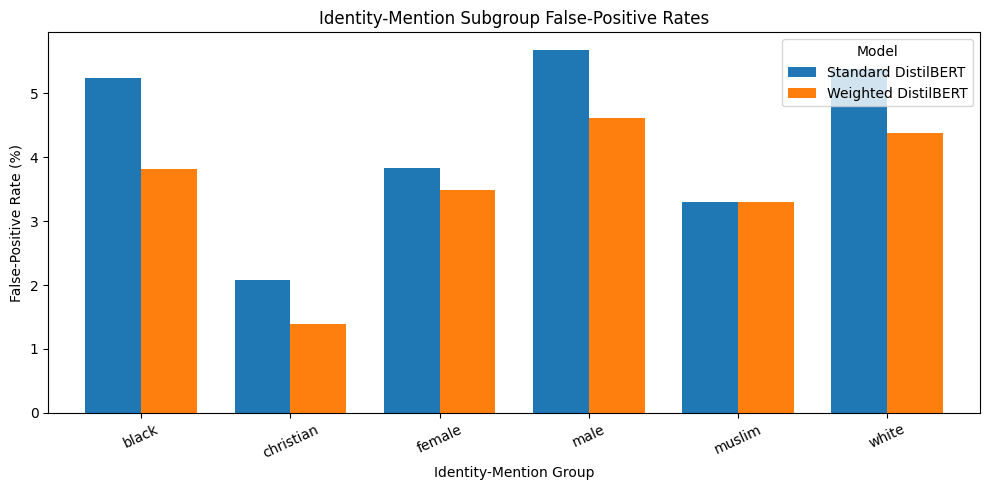 Identity-Mention Subgroup False-Positive Rates
Model
Standard DistilBERT
Weighted DistilBERT
False-Positive Rate (%)
5
4
3
2
1
0
black
christian
female
male
muslim
white
Identity-Mention Group